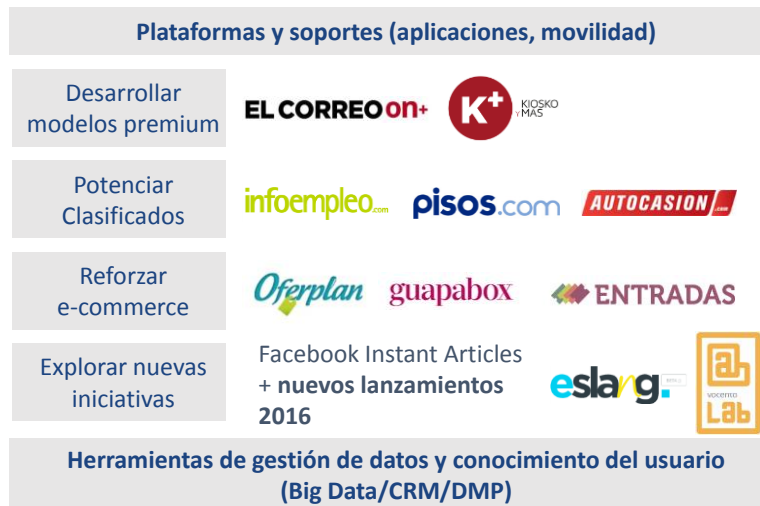 Plataformas y soportes (aplicaciones, movilidad)
Desarrollar
modelos premium
EL CORREO on+
K+ KIOSKO
Y MÁS
Potenciar
Clasificados
infoempleo.com pisos.com AUTOCASION.com
Reforzar
e-commerce
Oferplan guapabox ENTRADAS
Explorar nuevas
iniciativas
Facebook Instant Articles
+ nuevos lanzamientos
2016
eslang.
vocento
Lab
Herramientas de gestión de datos y conocimiento del usuario
(Big Data/CRM/DMP)